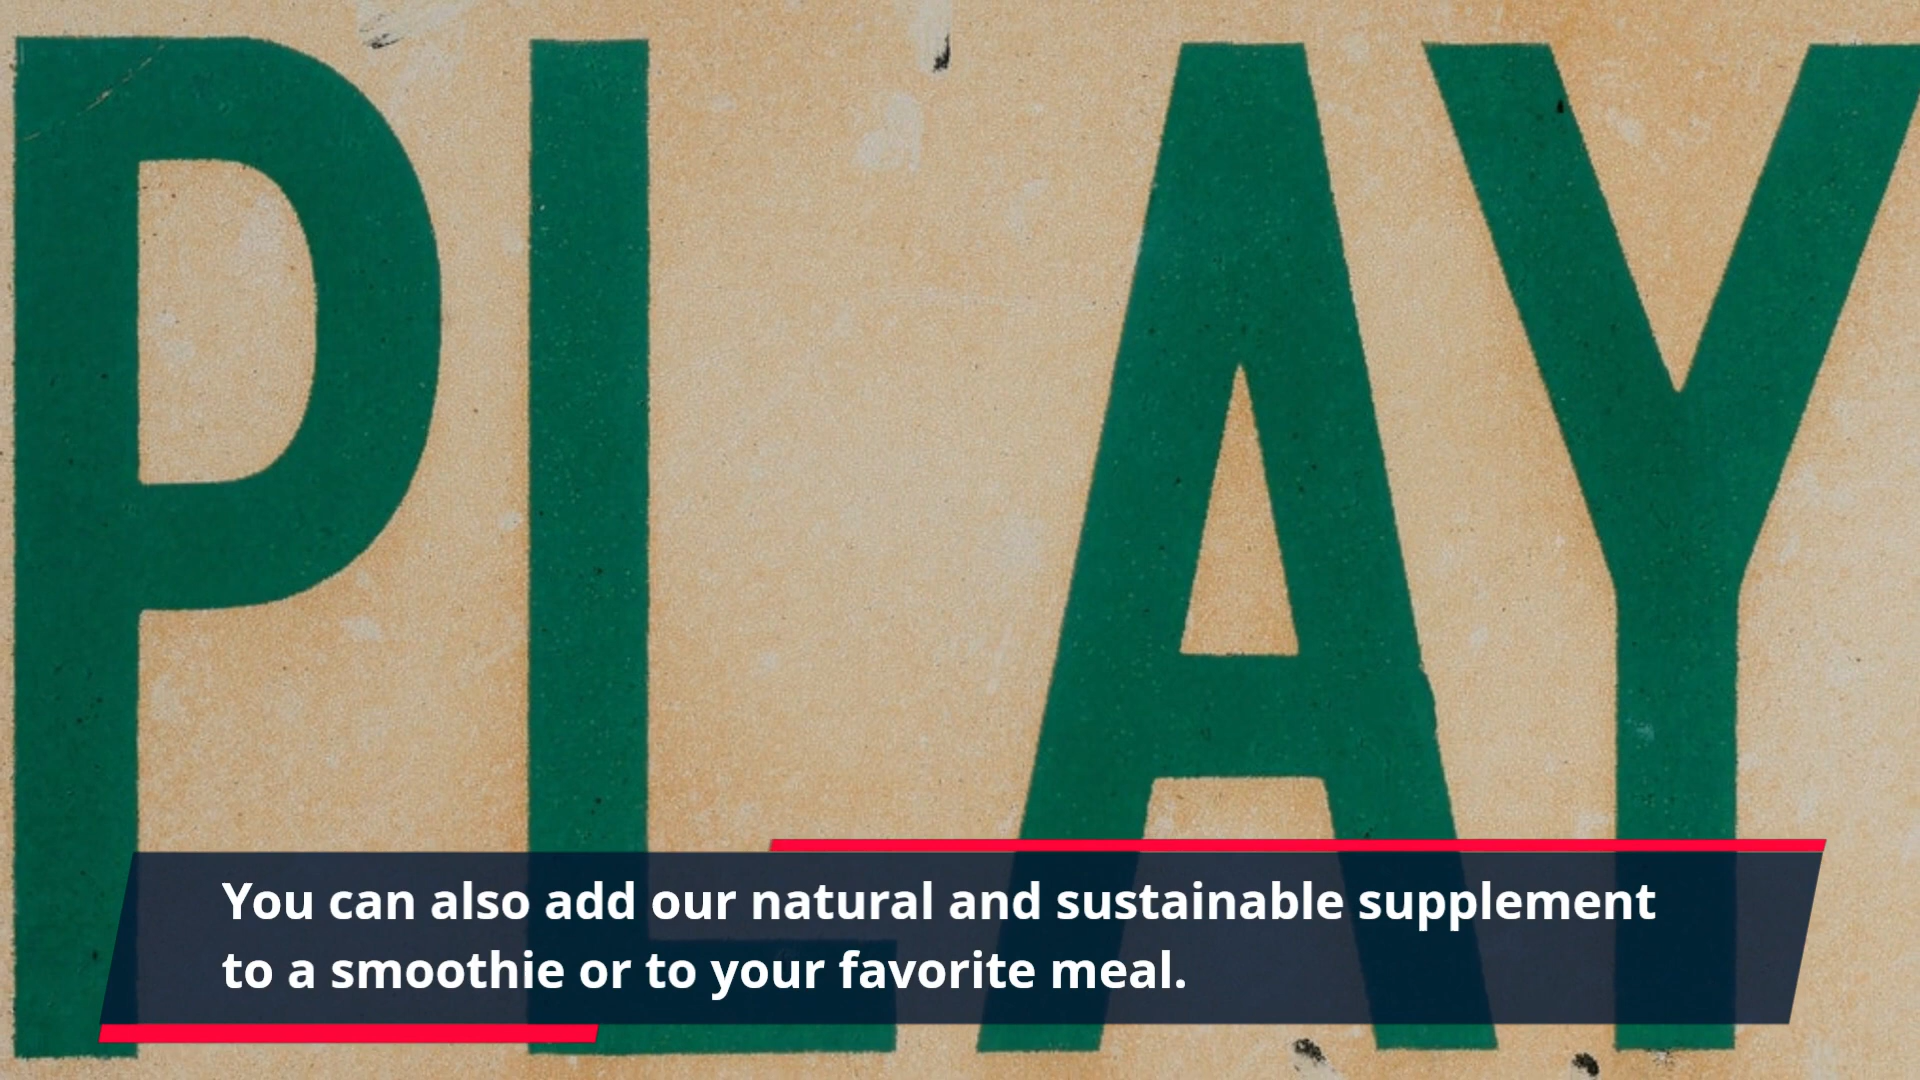 PLAY
You can also add our natural and sustainable supplement
to a smoothie or to your favorite meal.